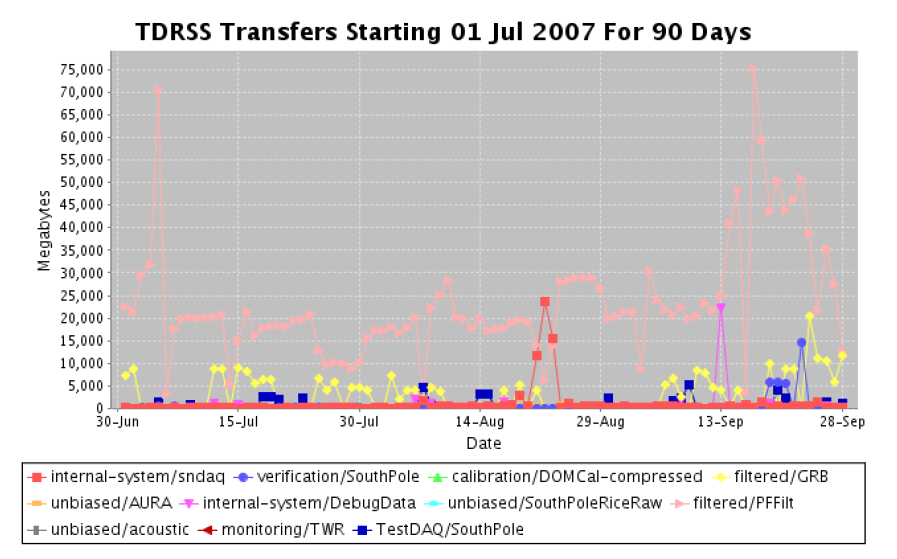 TDRSS Transfers Starting 01 Jul 2007 For 90 Days
75,000
70,000
65,000
60,000
55,000
50,000
45,000
40,000
35,000
30,000
25,000
20,000
15,000
10,000
5,000
0
Megabytes
30-Jun 15-Jul 30-Jul 14-Aug 29-Aug 13-Sep 28-Sep
Date
internal-system/sndaq verification/SouthPole calibration/DOMCal-compressed filtered/GRB
unbiased/AURA internal-system/DebugData unbiased/SouthPoleRiceRaw filtered/PFFilt
unbiased/acoustic monitoring/TWR TestDAQ/SouthPole